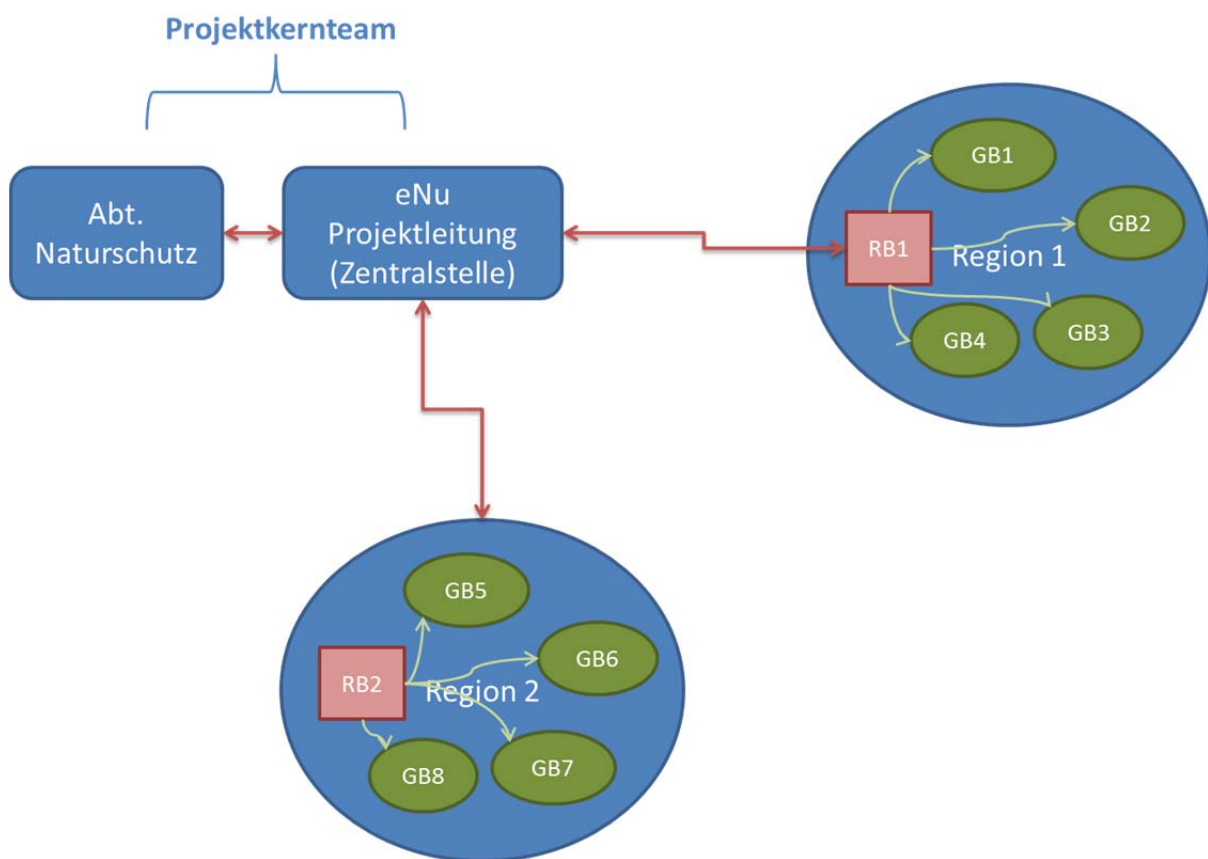 Projektkernteam
Abt.
Naturschutz
eNu
Projektleitung
(Zentralstelle)
GB1
GB2
RB1
Region 1
GB4
GB3
GB5
GB6
RB2
Region 2
GB8
GB7